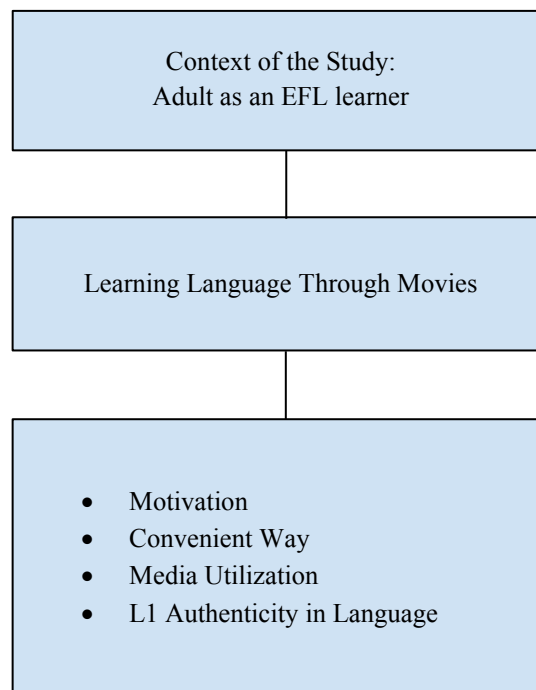 Context of the Study:
Adult as an EFL learner
Learning Language Through Movies
• Motivation
• Convenient Way
• Media Utilization
• L1 Authenticity in Language